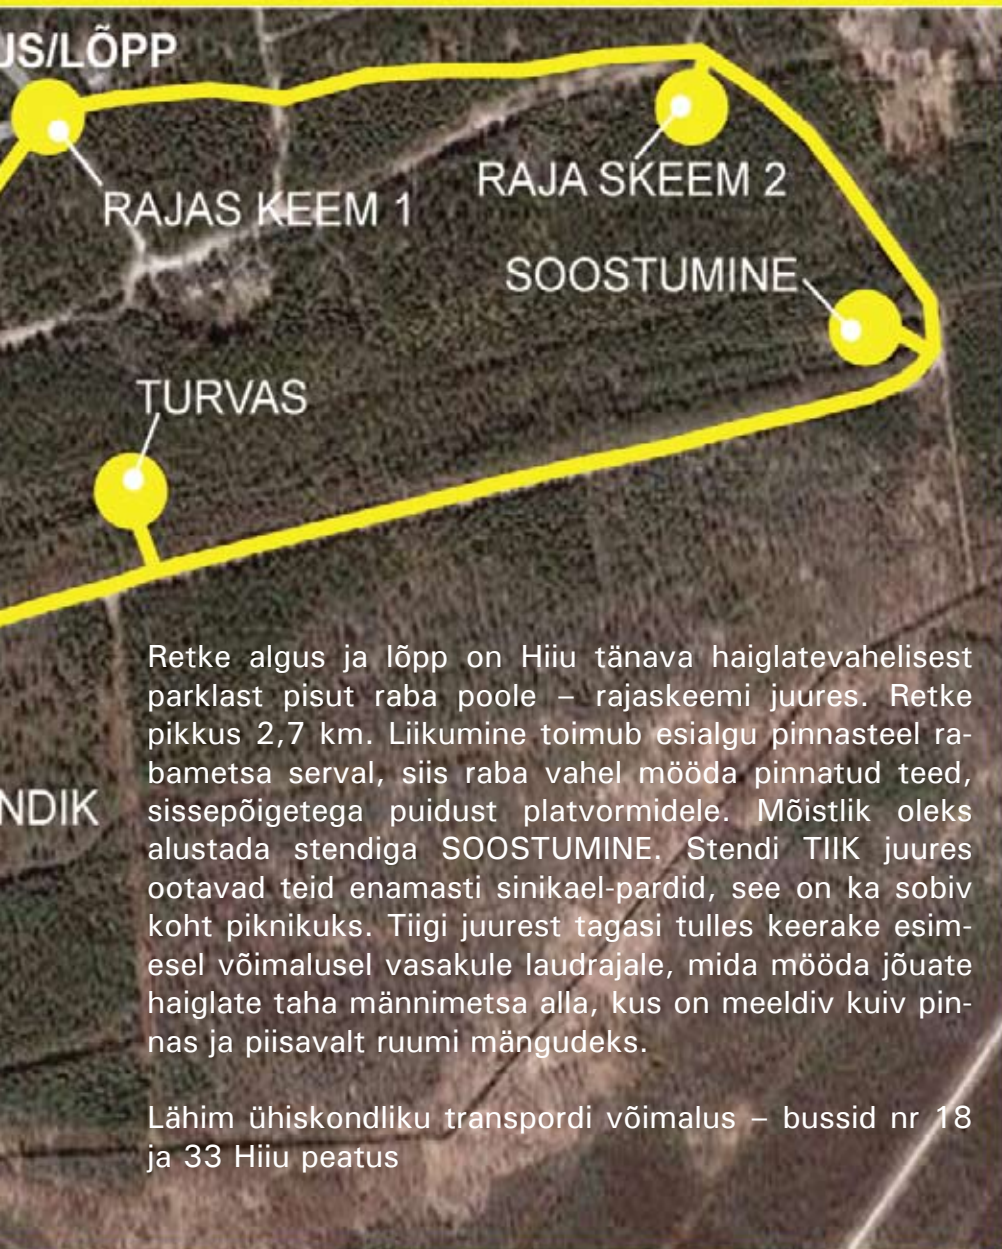 US/LÕPP
RAJA SKEEM 2
RAJAS KEEM 1
SOOSTUMINE
TURVAS
NDIK
Retke algus ja lõpp on Hiiu tänava haiglatevahelisest
parklast pisut raba poole – rajaskeemi juures. Retke
pikkus 2,7 km. Liikumine toimub esialgu pinnasteel ra-
bametsa serval, siis raba vahel mööda pinnatud teed,
sissepõigetega puidust platvormidele. Mõistlik oleks
alustada stendiga SOOSTUMINE. Stendi TIIK juures
ootavad teid enamasti sinikael-pardid, see on ka sobiv
koht piknikuks. Tiigi juurest tagasi tulles keerake esim-
esel võimalusel vasakule laudrajale, mida mööda jõuate
haiglate taha männimetsa alla, kus on meeldiv kuiv pin-
nas ja piisavalt ruumi mängudeks.
Lähim ühiskondliku transpordi võimalus – bussid nr 18
ja 33 Hiiu peatus